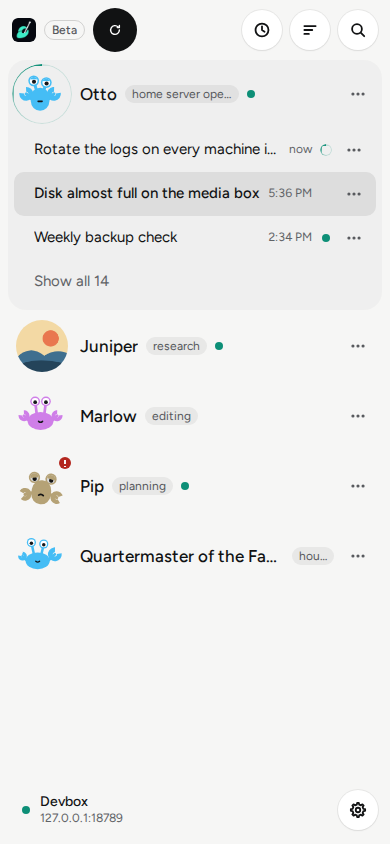 Beta
Otto home server ope...
Rotate the logs on every machine i... now
Disk almost full on the media box 5:36 PM
Weekly backup check 2:34 PM
Show all 14
Juniper research
Marlow editing
Pip planning
Quartermaster of the Fa... hou...
Devbox
127.0.0.1:18789